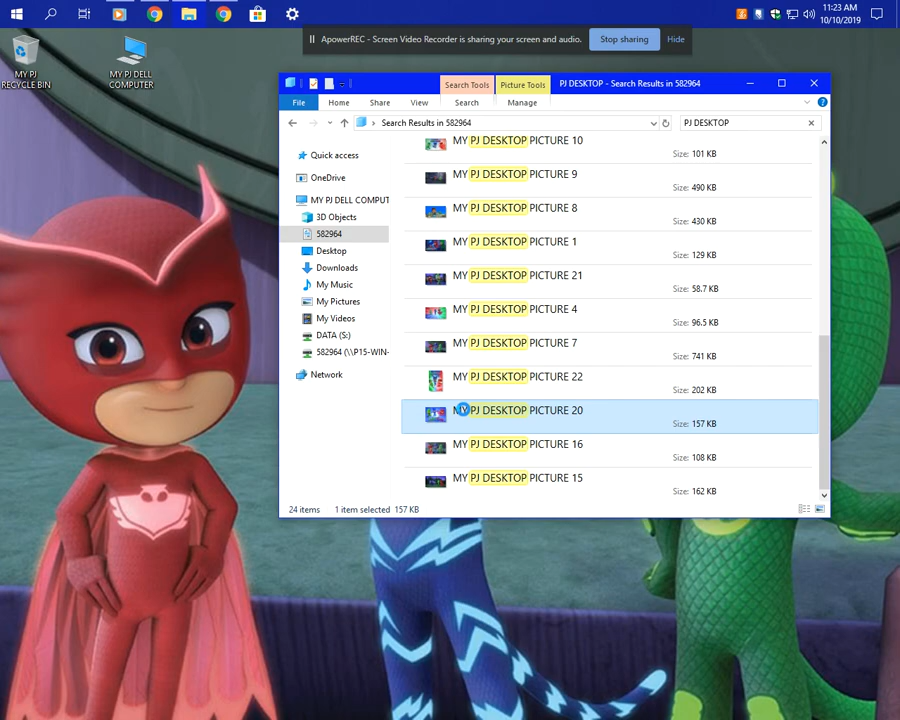 11:23 AM
10/10/2019
ApowerREC - Screen Video Recorder is sharing your screen and audio. Stop sharing Hide
MY PJ
RECYCLE BIN
MY PJ DELL
COMPUTER
Search Tools Picture Tools PJ DESKTOP - Search Results in 582964
File Home Share View Search Manage
Search Results in 582964 PJ DESKTOP
Quick access
OneDrive
MY PJ DELL COMPUT
3D Objects
582964
Desktop
Downloads
My Music
My Pictures
My Videos
DATA (S:)
582964 (\\P15-WIN-
Network
MY PJ DESKTOP PICTURE 10
Size: 101 KB
MY PJ DESKTOP PICTURE 9
Size: 490 KB
MY PJ DESKTOP PICTURE 8
Size: 430 KB
MY PJ DESKTOP PICTURE 1
Size: 129 KB
MY PJ DESKTOP PICTURE 21
Size: 58.7 KB
MY PJ DESKTOP PICTURE 4
Size: 96.5 KB
MY PJ DESKTOP PICTURE 7
Size: 741 KB
MY PJ DESKTOP PICTURE 22
Size: 202 KB
MY PJ DESKTOP PICTURE 20
Size: 157 KB
MY PJ DESKTOP PICTURE 16
Size: 108 KB
MY PJ DESKTOP PICTURE 15
Size: 162 KB
24 items 1 item selected 157 KB